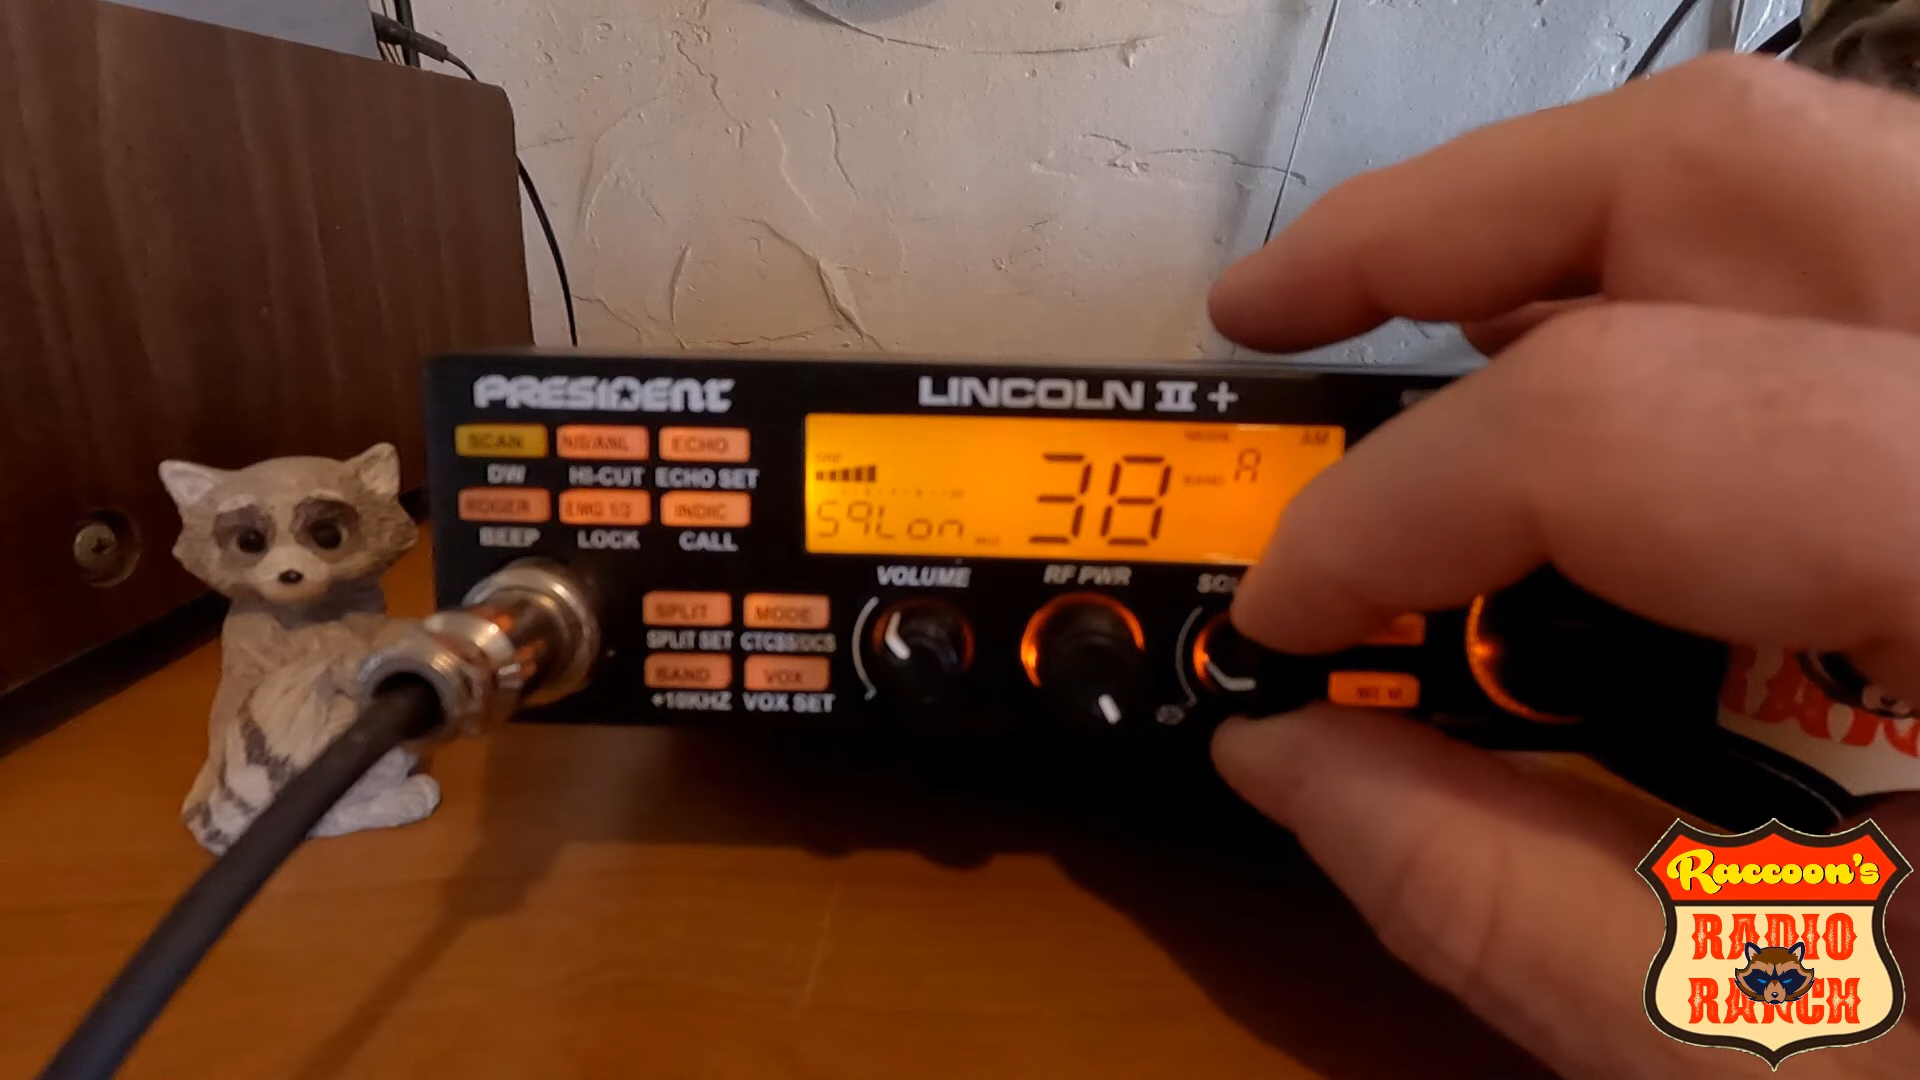 PRESIDENT
LINCOLN II +
SCAN NB/ANL ECHO
DW HI-CUT ECHO SET
ROGER EMG 1/2 INDIC
BEEP LOCK CALL
38
BAND A
AM
SqLon
VOLUME
RF PWR
SPLIT MODE
SPLIT SET CTCSS/DCS
BAND VOX
+10KHZ VOX SET
Raccoon's
RADIO
RANCH